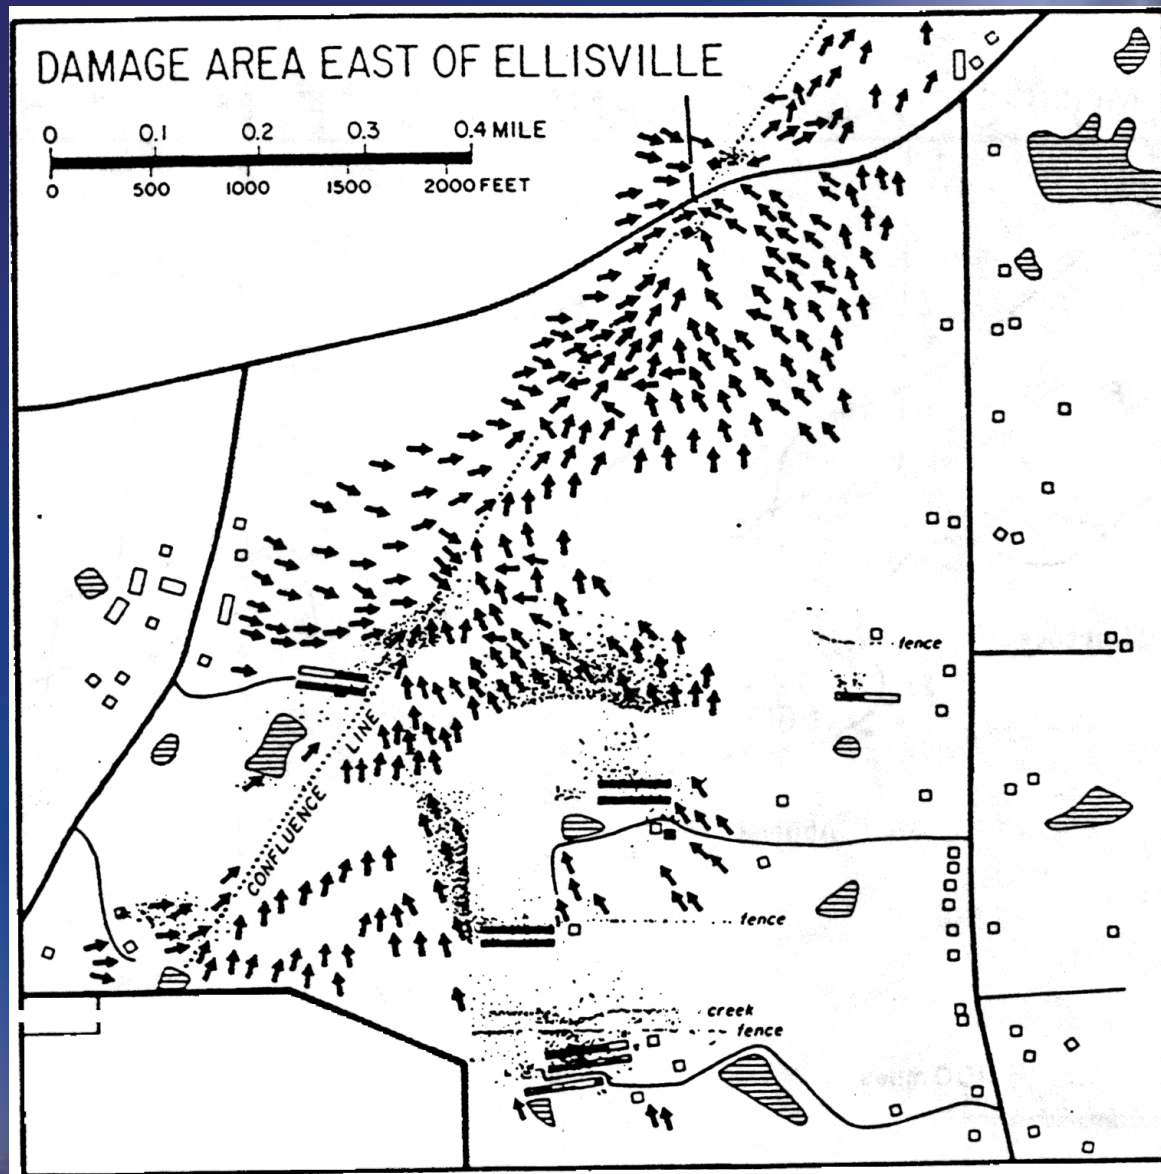 DAMAGE AREA EAST OF ELLISVILLE
0 0.1 0.2 0.3 0.4 MILE
0 500 1000 1500 2000 FEET
fence
CONFLUENCE LINE
fence
creek
fence